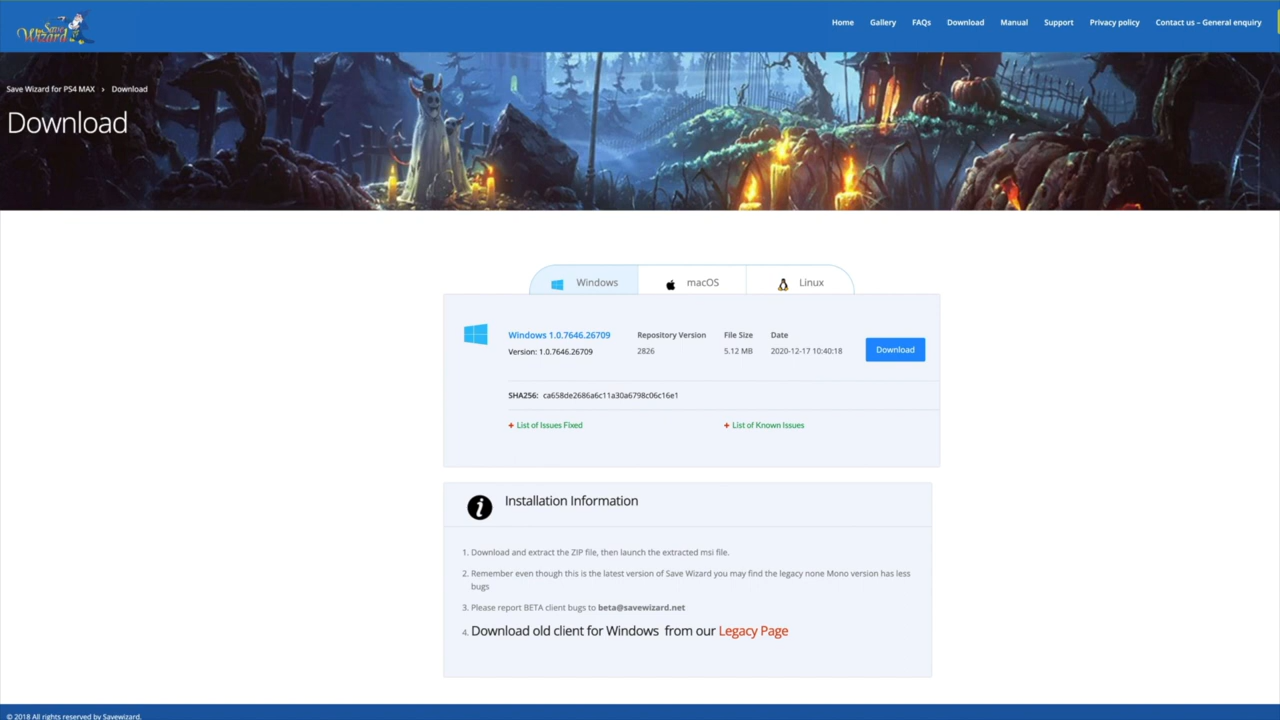 Save
Wizard
Home Gallery FAQs Download Manual Support Privacy policy Contact us – General enquiry
Save Wizard for PS4 MAX › Download
Download
Windows macOS Linux
Windows 1.0.7646.26709 Repository Version File Size Date
Version: 1.0.7646.26709 2826 5.12 MB 2020-12-17 10:40:18 Download
SHA256: ca658de2686a6c11a30a6798c06c16e1
+ List of Issues Fixed + List of Known Issues
Installation Information
1. Download and extract the ZIP file, then launch the extracted msi file.
2. Remember even though this is the latest version of Save Wizard you may find the legacy none Mono version has less
bugs
3. Please report BETA client bugs to beta@savewizard.net
4. Download old client for Windows from our Legacy Page
© 2018 All rights reserved by Savewizard.